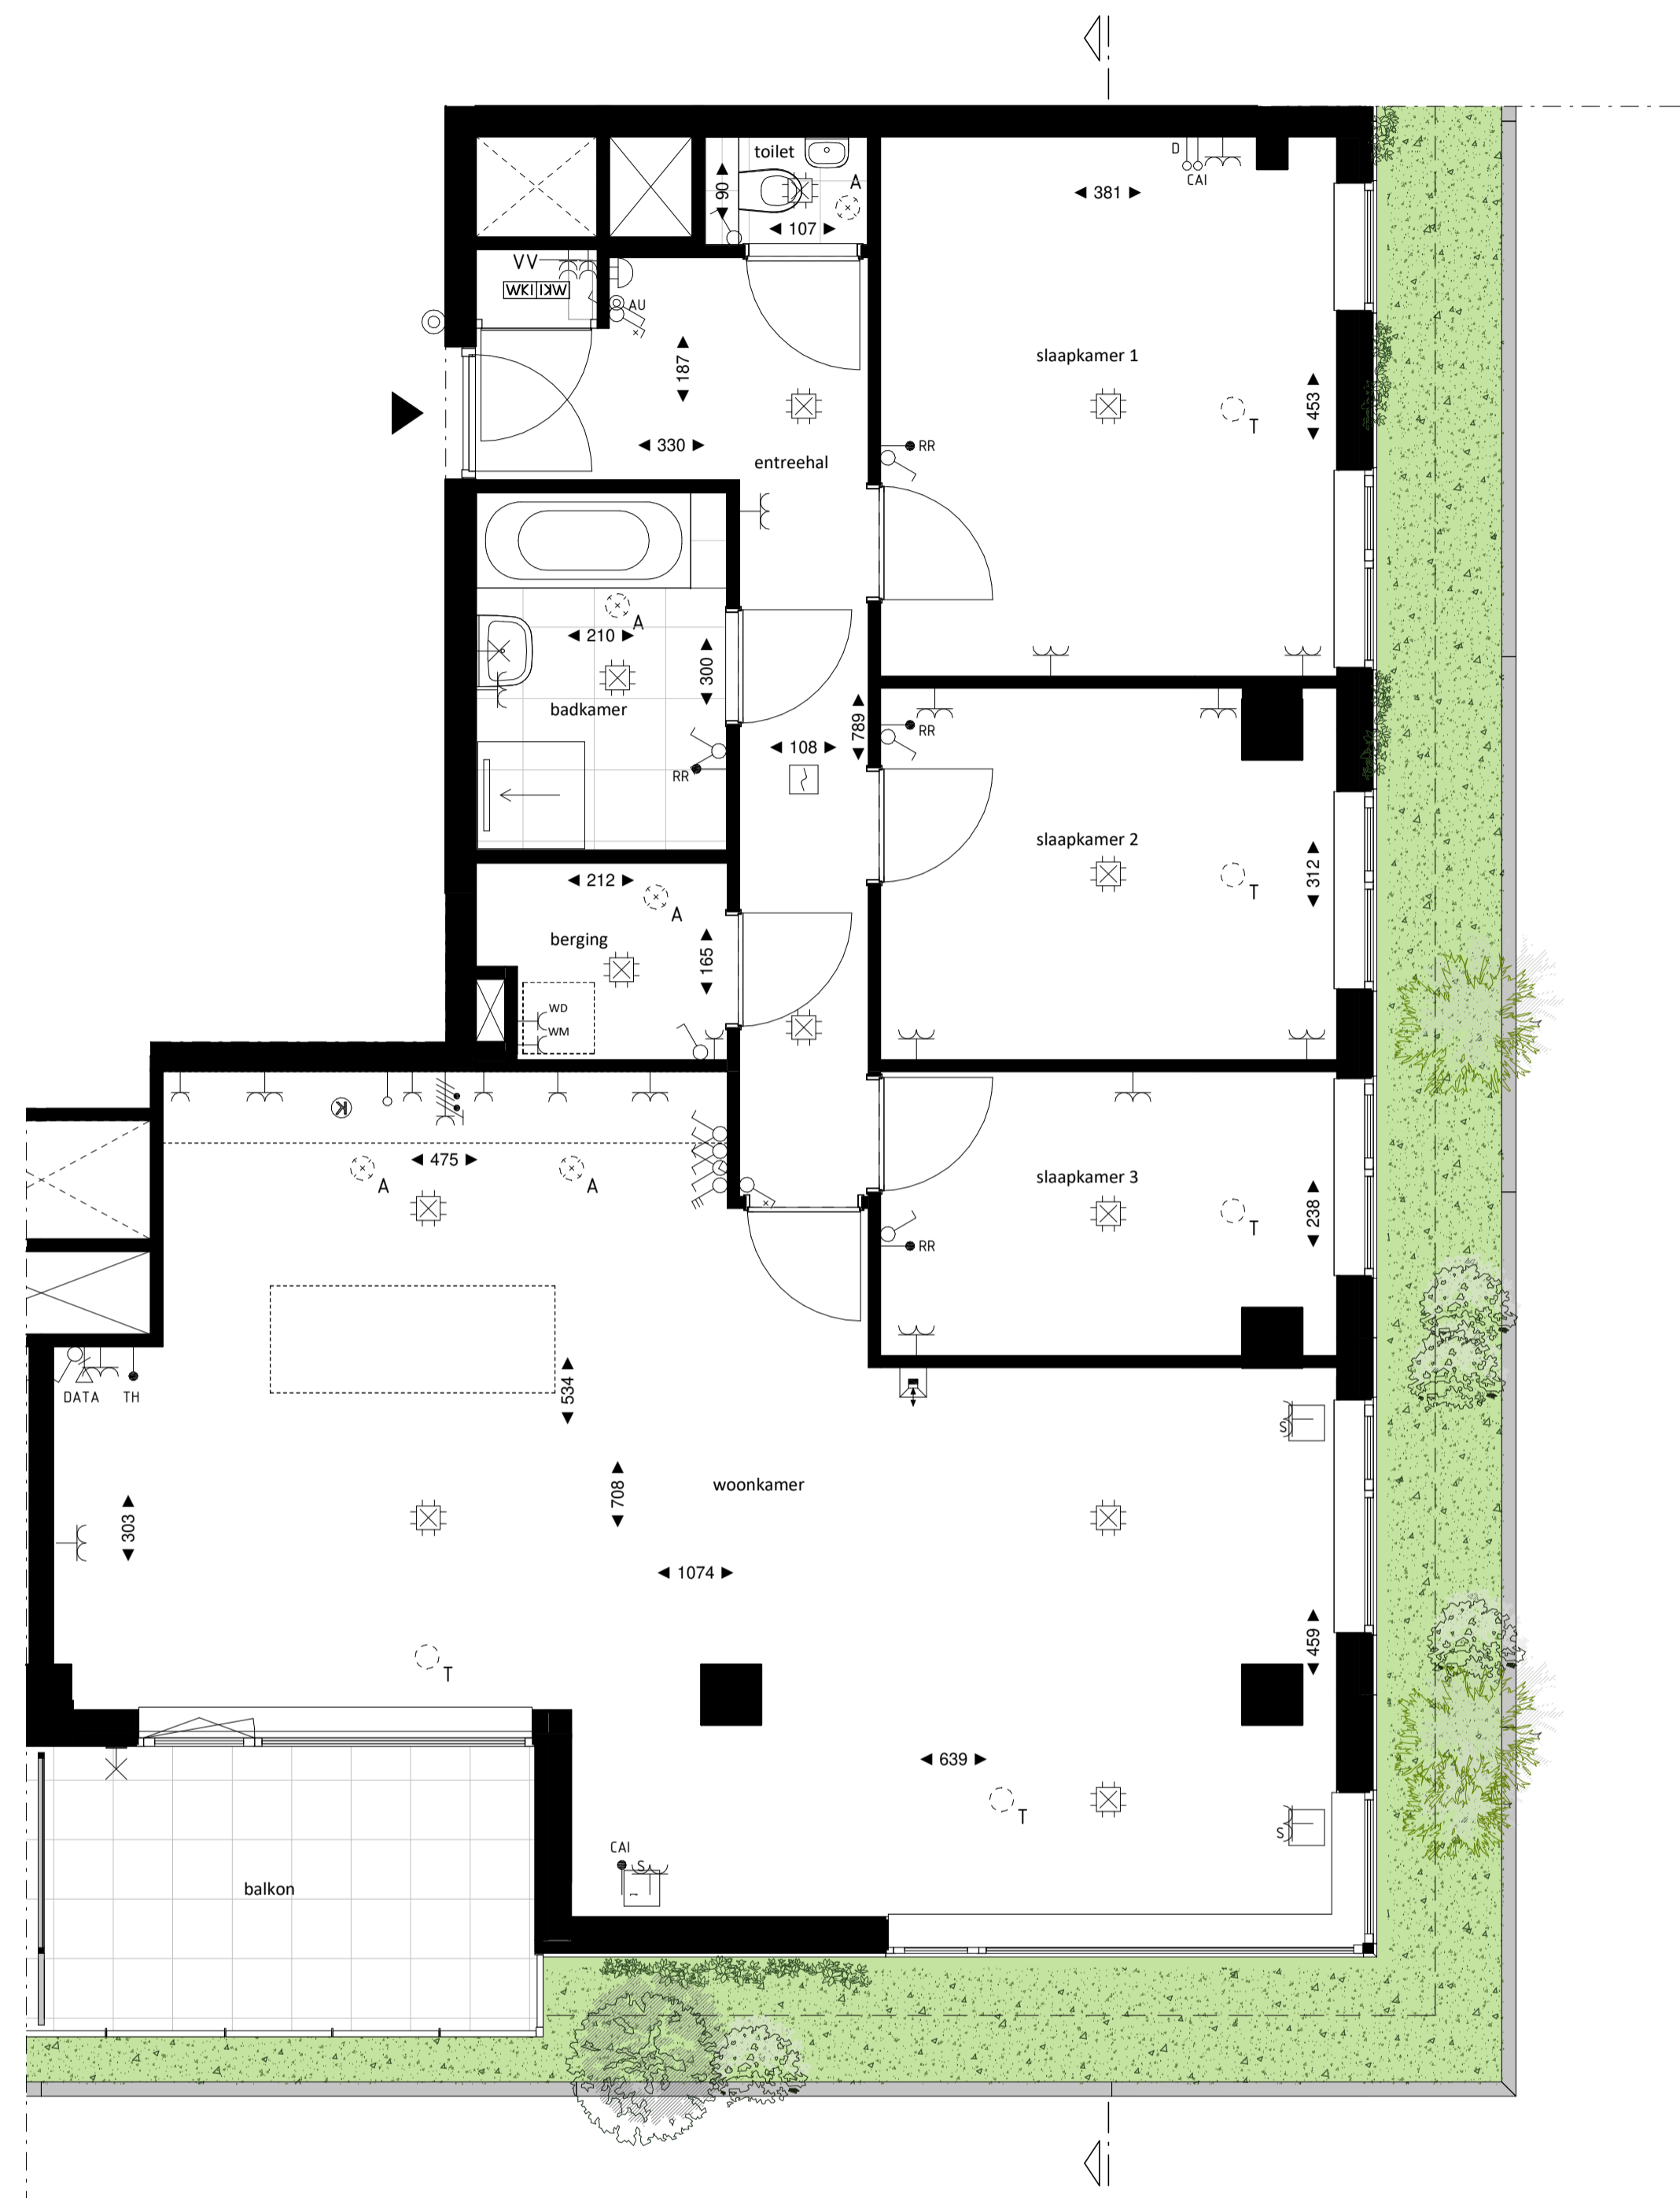 toilet
90
A
107
D
CAI
381
VV
WKI
WKI
AU
187
slaapkamer 1
453
T
330
RR
entreehal
210
A
300
badkamer
RR
108
789
RR
slaapkamer 2
312
T
212
A
berging
165
WD
WM
K
475
A
A
slaapkamer 3
238
T
RR
DATA
TH
534
S
woonkamer
708
303
1074
459
T
639
T
CAI
S
S
balkon